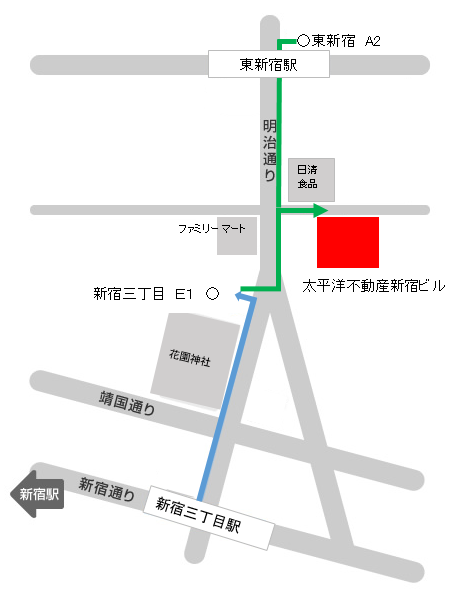 東新宿 A2
東新宿駅
明治通り
日済
食品
ファミリーマート
新宿三丁目 E1
太平洋不動産新宿ビル
花園神社
靖国通り
新宿駅
新宿通り
新宿三丁目駅